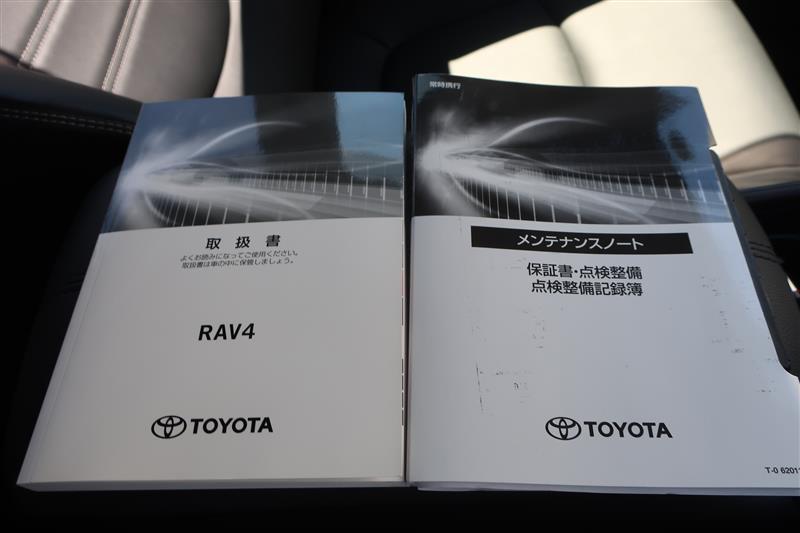 取扱書
よくお読みになってご使用ください。
取扱書は車の中に保管しましょう。
RAV4
TOYOTA
常時携行
メンテナンスノート
保証書・点検整備
点検整備記録簿
TOYOTA
T-0 62011